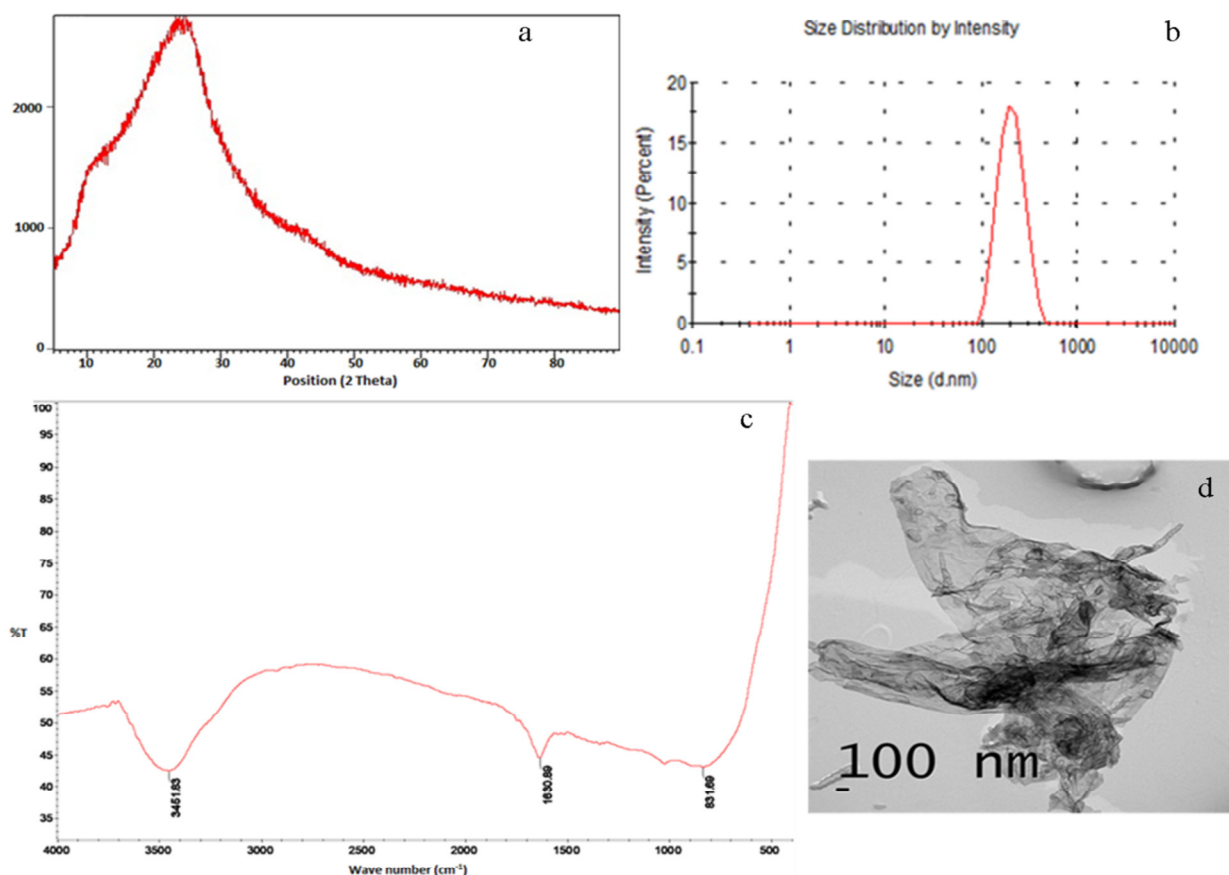 a
2000
1000
0
10 20 30 40 50 60 70 80
Position (2 Theta)
Size Distribution by Intensity
b
Intensity (Percent)
20
15
10
5
0
0.1 1 10 100 1000 10000
Size (d.nm)
c
%T
100
95
90
85
80
75
70
65
60
55
50
45
40
35
3451.83
1630.89
831.69
4000 3500 3000 2500 2000 1500 1000 500
Wave number (cm⁻¹)
d
100 nm